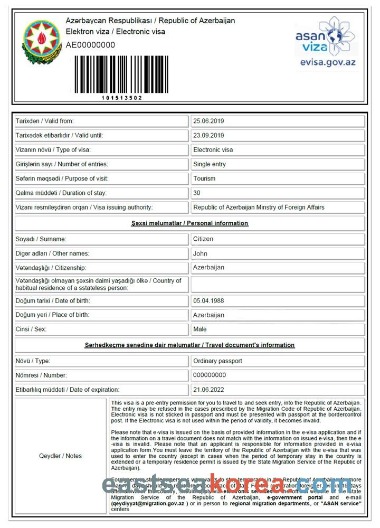 Azərbaycan Respublikası / Republic of Azerbaijan
Elektron viza / Electronic visa
AE00000000
101513502
asan
viza
evisa.gov.az
Tarixdən / Valid from:
25.06.2019
Tarixədək etibarlıdır / Valid until:
23.09.2019
Vizanın növü / Type of visa:
Electronic visa
Girişlərin sayı / Number of entries:
Single entry
Səfərin məqsədi / Purpose of visit:
Tourism
Qalma müddəti / Duration of stay:
30
Vizanı rəsmiləşdirən orqan / Visa issuing authority:
Republic of Azerbaijan Ministry of Foreign Affairs
Şəxsi məlumatlar / Personal information
Soyadı / Surname:
Citizen
Digər adları / Other names:
John
Vətəndaşlığı / Citizenship:
Azerbaijan
Vətəndaşlığı olmayan şəxsin daimi yaşadığı ölkə / Country of
habitual residence of a stateless person:
Doğum tarixi / Date of birth:
05.04.1988
Doğum yeri / Place of birth:
Azerbaijan
Cinsi / Sex:
Male
Sərhədkeçmə sənədinə dair məlumatlar / Travel document's information
Növü / Type:
Ordinary passport
Nömrəsi / Number:
000000000
Etibarlılıq müddəti / Date of expiration:
21.06.2022
Qeydlər / Notes
This visa is a pre-entry permission for you to travel to and seek, entry into, the Republic of Azerbaijan.
The entry may be refused in the cases prescribed by the Migration Code of Republic of Azerbaijan.
Electronic visa is not sticked in passport and must be presented with passport at the bordercontrol
post. If the Electronic visa is not used within the period of validity, it becomes invalid.
Please note that e-visa is issued on the basis of provided information in the e-visa application and if
the information on a travel document does not match with the information on issued e-visa, then the e
-visa is invalid. Please note that an applicant is responsible for information provided in e-visa
application form.You must leave the territory of Republic of Azerbaijan with the e-visa that was
used to enter the country (except in cases when the period of temporary stay in the country is
extended or a temporary residence permit is issued by the State Migration Service of the Republic of
Azerbaijan).
Migration Service of the Republic of Azerbaijan, e-government portal and e-mail
(qeydiyyat@migration.gov.az ) or in person to regional migration departments, or "ASAN service"
centers.
korea.com